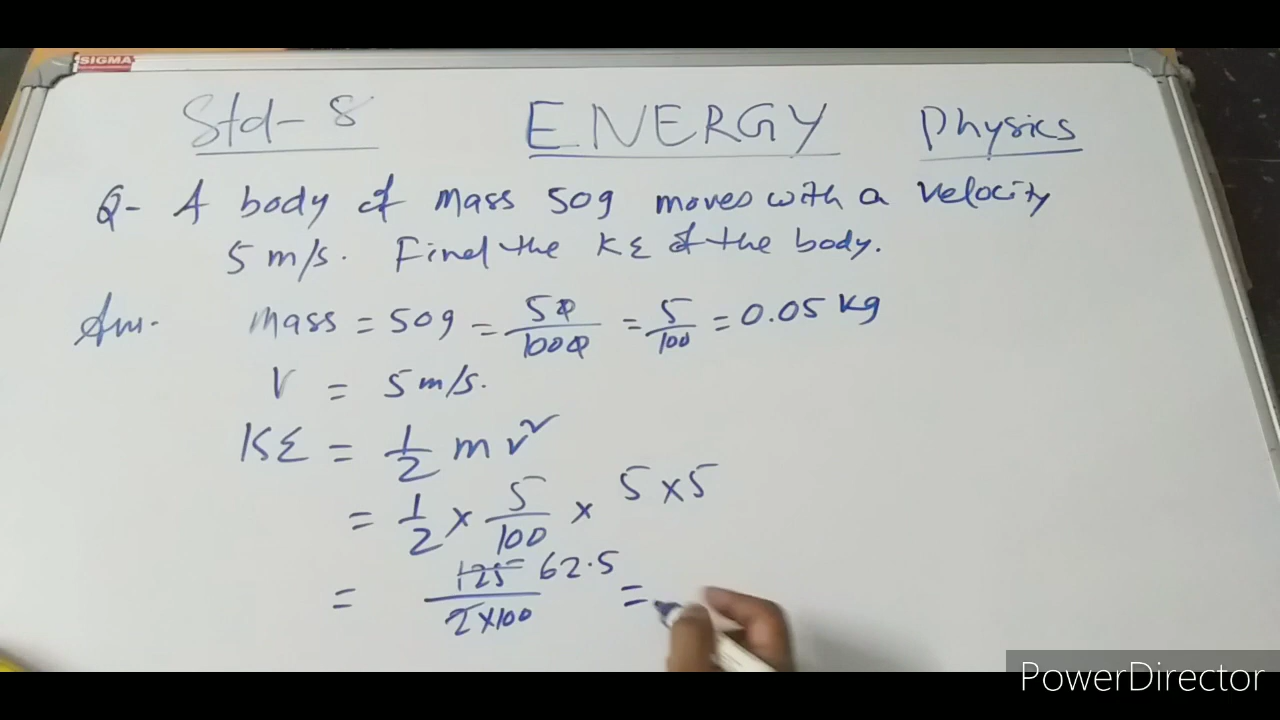 SIGMA
Std-8 ENERGY Physics
Q- A body of mass 50g moves with a velocity
5 m/s. Find the KE of the body.
Ans. Mass = 50g = 50/1000 = 5/100 = 0.05 kg
V = 5 m/s.
KE = 1/2 m v²
= 1/2 × 5/100 × 5×5
= 125/2×100 62.5 =
PowerDirector